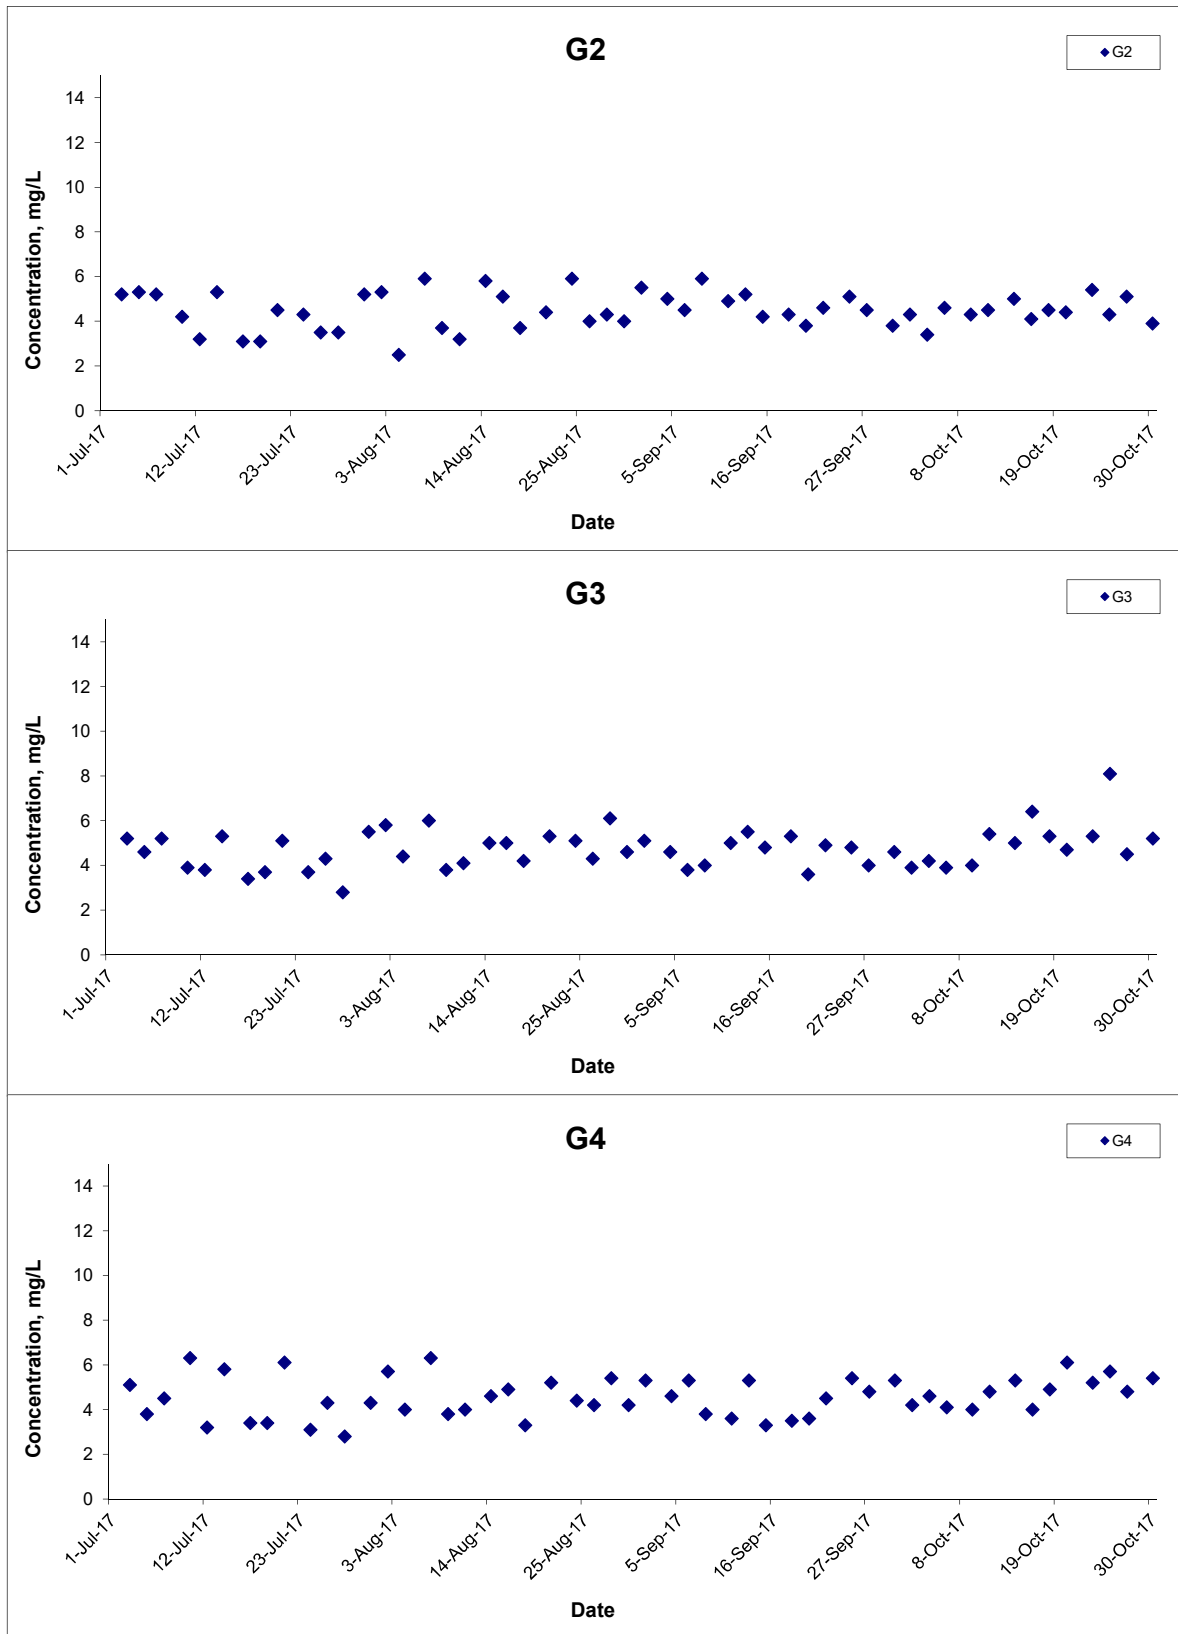 G2
G2
14
12
10
8
6
4
2
0
Concentration, mg/L
1-Jul-17
12-Jul-17
23-Jul-17
3-Aug-17
14-Aug-17
25-Aug-17
5-Sep-17
16-Sep-17
27-Sep-17
8-Oct-17
19-Oct-17
30-Oct-17
Date
G3
G3
14
12
10
8
6
4
2
0
Concentration, mg/L
1-Jul-17
12-Jul-17
23-Jul-17
3-Aug-17
14-Aug-17
25-Aug-17
5-Sep-17
16-Sep-17
27-Sep-17
8-Oct-17
19-Oct-17
30-Oct-17
Date
G4
G4
14
12
10
8
6
4
2
0
Concentration, mg/L
1-Jul-17
12-Jul-17
23-Jul-17
3-Aug-17
14-Aug-17
25-Aug-17
5-Sep-17
16-Sep-17
27-Sep-17
8-Oct-17
19-Oct-17
30-Oct-17
Date